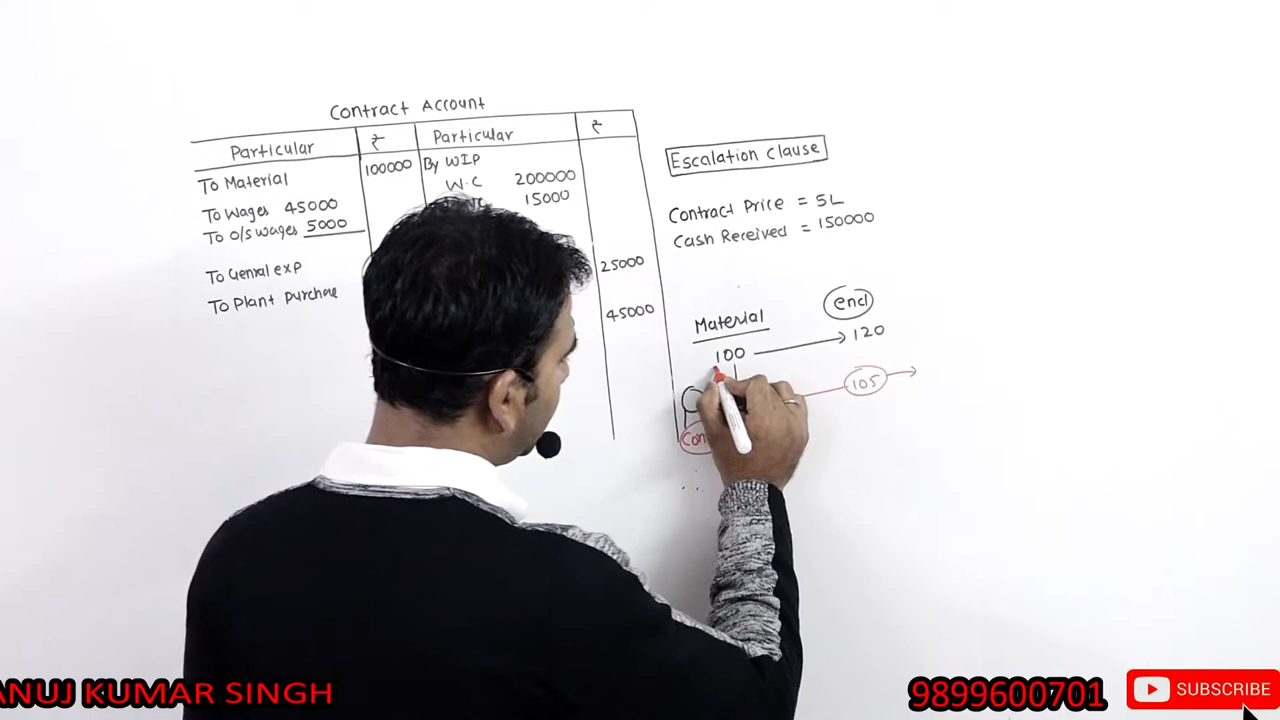 Contract Account
Particular ₹ Particular ₹
To Material 100000 By WIP
W.C 200000
To Wages 45000 15000
To O/s wages 5000
To Genral exp 25000
To Plant Purchase 45000
Escalation Clause
Contract Price = 5L
Cash Received = 150000
Material end
100 120
105
Con
ANUJ KUMAR SINGH
9899600701
SUBSCRIBE